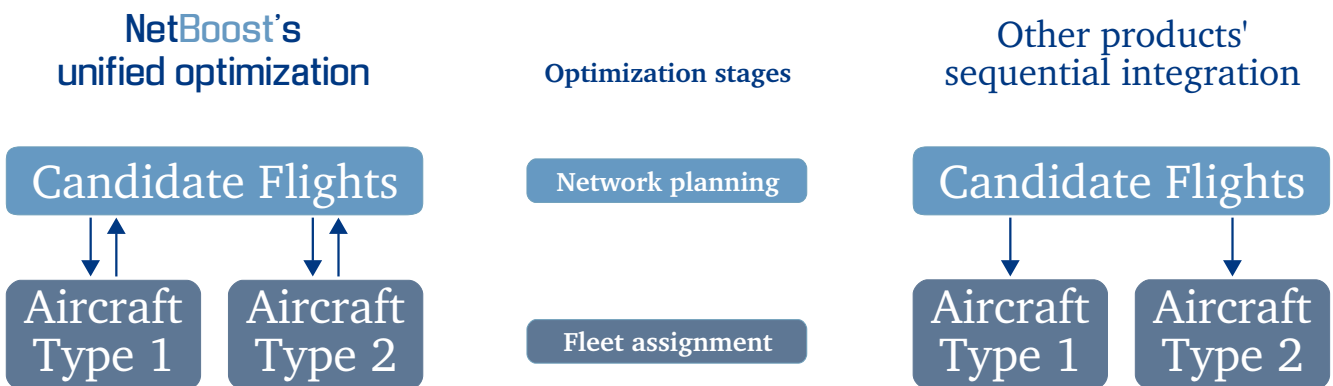 NetBoost's
unified optimization
Candidate Flights
Aircraft
Type 1
Aircraft
Type 2
Optimization stages
Network planning
Fleet assignment
Other products'
sequential integration
Candidate Flights
Aircraft
Type 1
Aircraft
Type 2